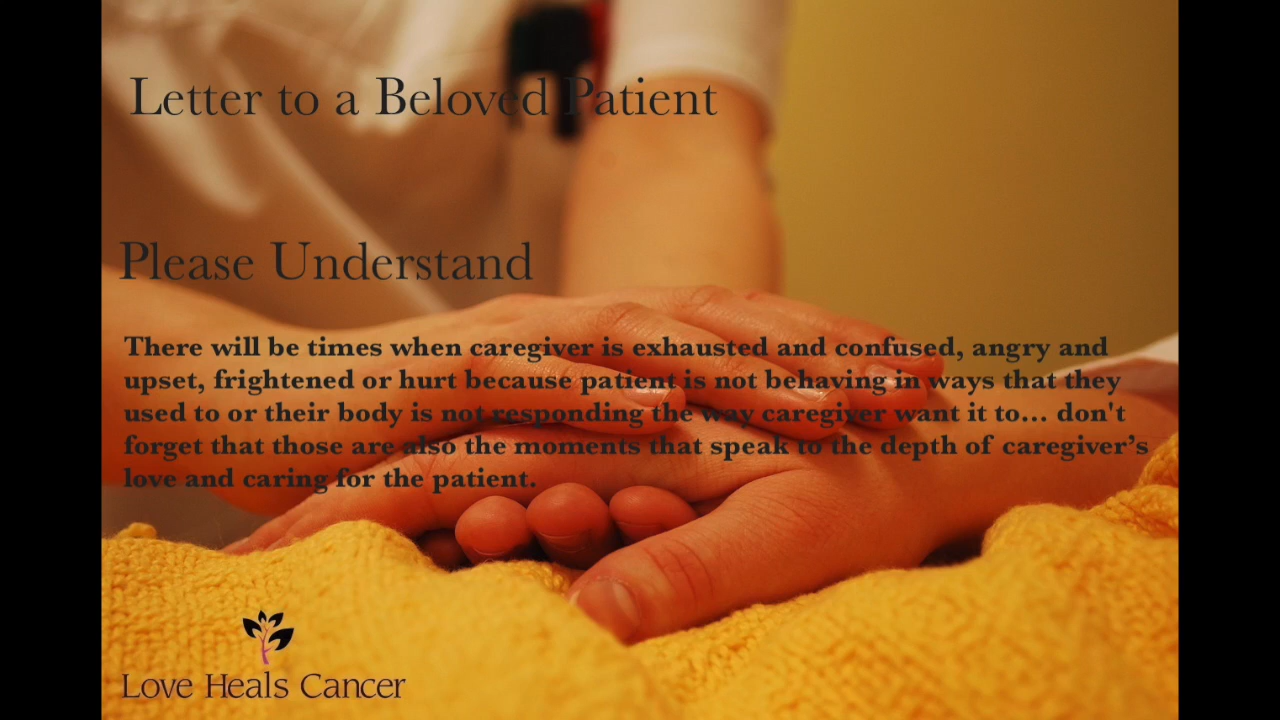 Letter to a Beloved Patient
Please Understand
There will be times when caregiver is exhausted and confused, angry and
upset, frightened or hurt because patient is not behaving in ways that they
used to or their body is not responding the way caregiver want it to... don't
forget that those are also the moments that speak to the depth of caregiver’s
love and caring for the patient.
Love Heals Cancer